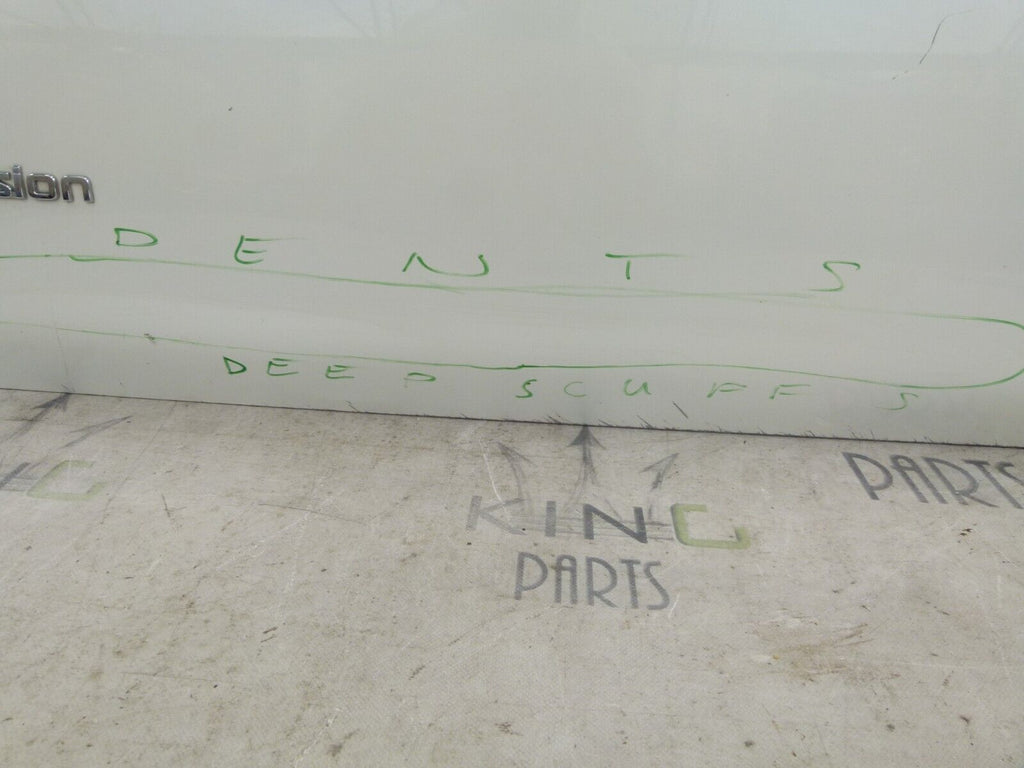 sion
DENTS
DEEP SCUFFS
PARTS
KING
PARTS